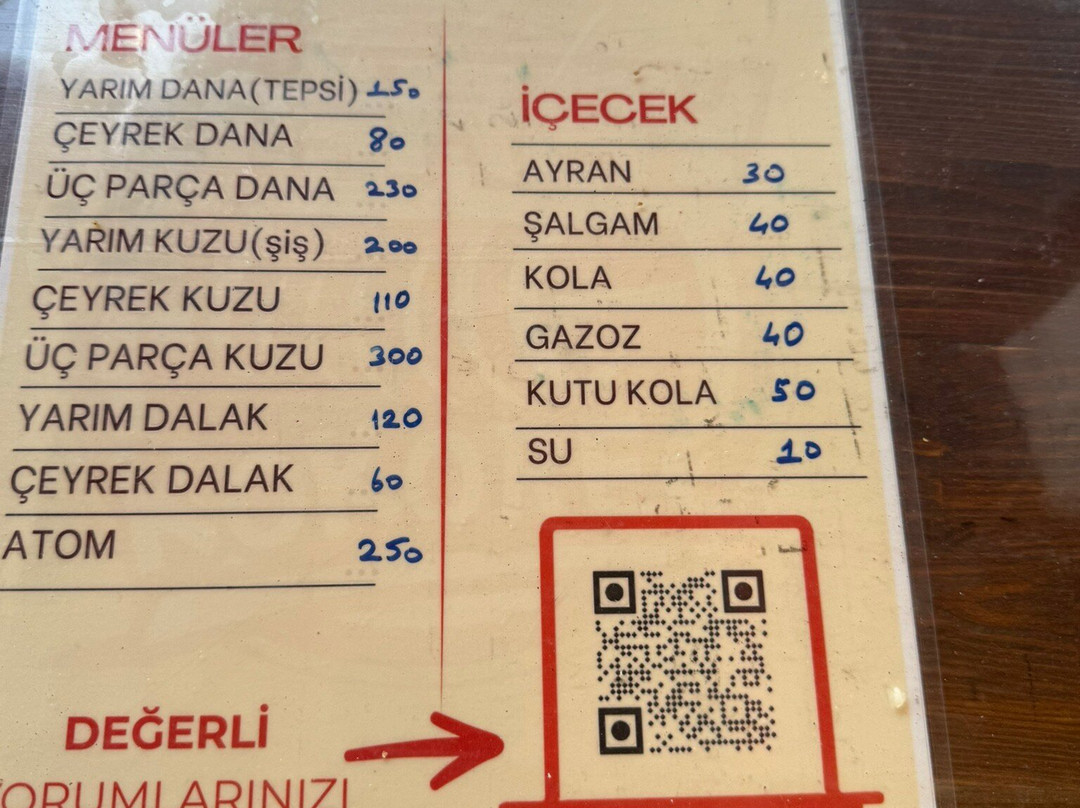 MENÜLER
YARIM DANA(TEPSİ) 150
ÇEYREK DANA 80
ÜÇ PARÇA DANA 230
YARIM KUZU(şiş) 200
ÇEYREK KUZU 110
ÜÇ PARÇA KUZU 300
YARIM DALAK 120
ÇEYREK DALAK 60
ATOM 250
İÇECEK
AYRAN 30
ŞALGAM 40
KOLA 40
GAZOZ 40
KUTU KOLA 50
SU 10
DEĞERLİ
YORUMLARINIZI